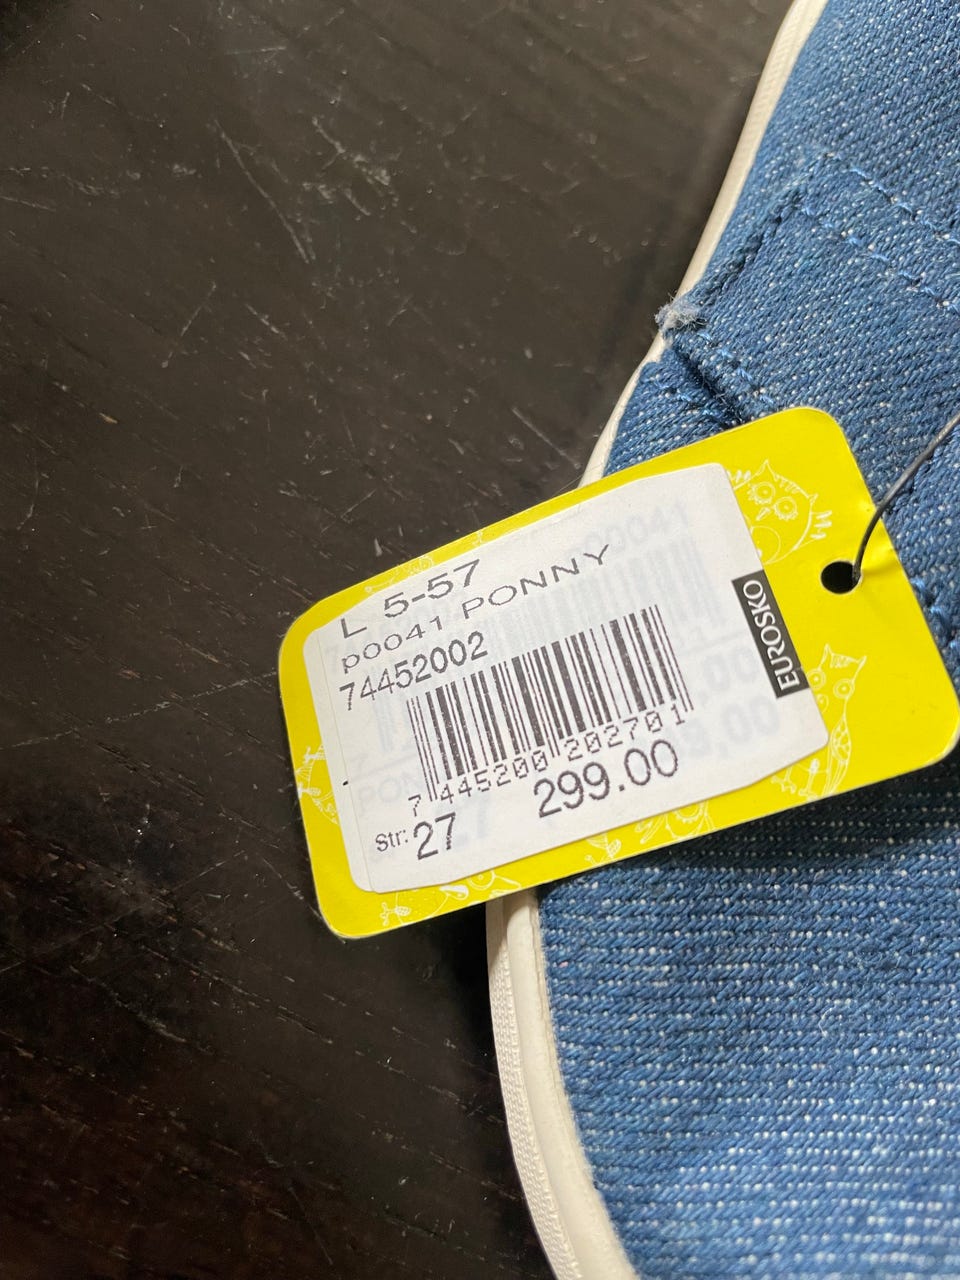 L 5-57
p0041 PONNY
74452002
7 445200 202701
Str: 27 299.00
EUROSKO